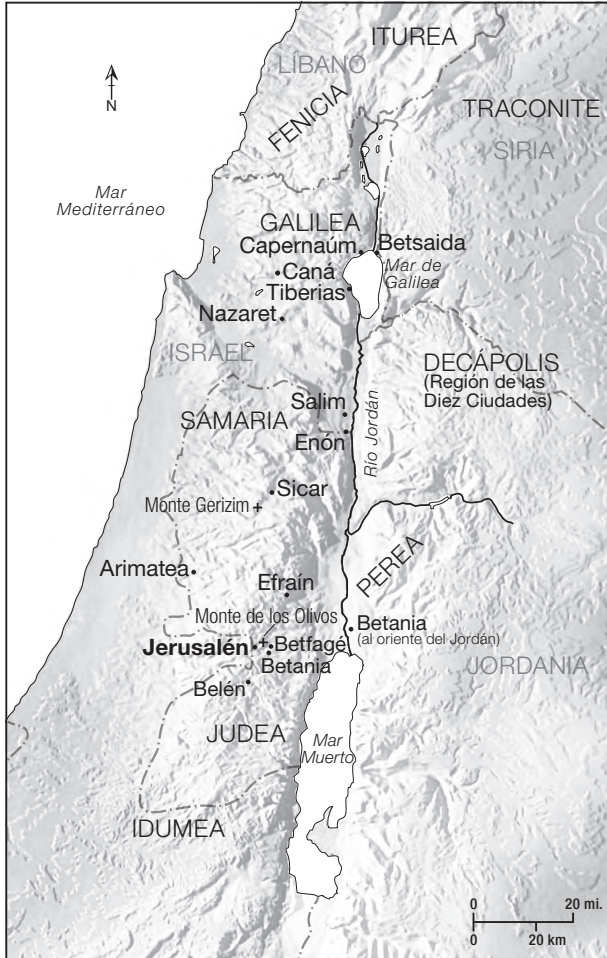 ITUREA
LÍBANO
FENICIA
TRACONITE
SIRIA
N
Mar
Mediterráneo
GALILEA
Capernaúm
Betsaida
Caná
Mar de
Galilea
Tiberias
Nazaret
ISRAEL
DECÁPOLIS
(Región de las
Diez Ciudades)
Salim
SAMARIA
Enón
Río Jordán
Sicar
Monte Gerizim
PEREA
Arimatea
Efraín
Monte de los Olivos
Betania
(al oriente del Jordán)
Jerusalén
Betfagé
Betania
JORDANIA
Belén
JUDEA
Mar
Muerto
IDUMEA
0 20 mi.
0 20 km